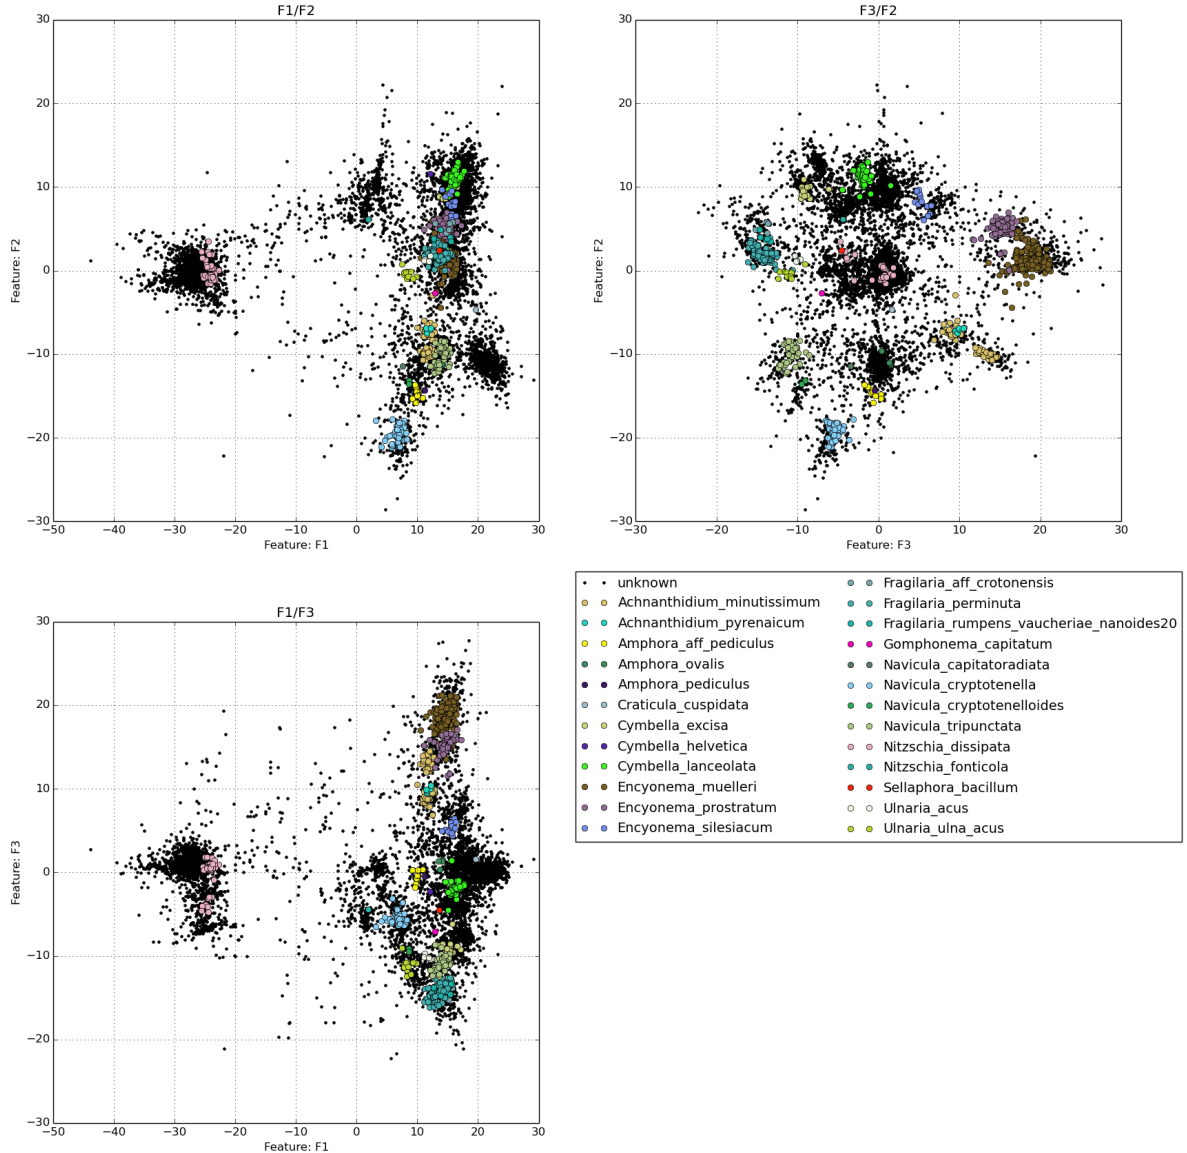 F1/F2
30
20
10
0
−10
−20
−30
Feature: F2
−50 −40 −30 −20 −10 0 10 20 30
Feature: F1
F3/F2
30
20
10
0
−10
−20
−30
Feature: F2
−30 −20 −10 0 10 20 30
Feature: F3
F1/F3
30
20
10
0
−10
−20
−30
Feature: F3
−50 −40 −30 −20 −10 0 10 20 30
Feature: F1
unknown
Achnanthidium_minutissimum
Achnanthidium_pyrenaicum
Amphora_aff_pediculus
Amphora_ovalis
Amphora_pediculus
Craticula_cuspidata
Cymbella_excisa
Cymbella_helvetica
Cymbella_lanceolata
Encyonema_muelleri
Encyonema_prostratum
Encyonema_silesiacum
Fragilaria_aff_crotonensis
Fragilaria_perminuta
Fragilaria_rumpens_vaucheriae_nanoides20
Gomphonema_capitatum
Navicula_capitatoradiata
Navicula_cryptotenella
Navicula_cryptotenelloides
Navicula_tripunctata
Nitzschia_dissipata
Nitzschia_fonticola
Sellaphora_bacillum
Ulnaria_acus
Ulnaria_ulna_acus